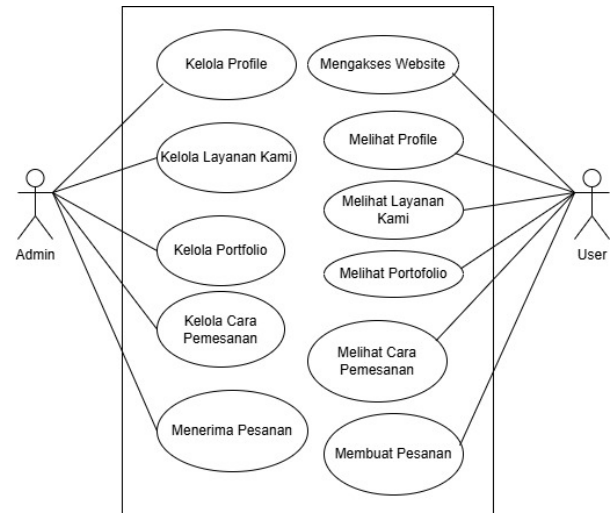 Kelola Profile
Mengakses Website
Kelola Layanan Kami
Melihat Profile
Melihat Layanan
Kami
Admin
User
Kelola Portfolio
Melihat Portofolio
Kelola Cara
Pemesanan
Melihat Cara
Pemesanan
Menerima Pesanan
Membuat Pesanan